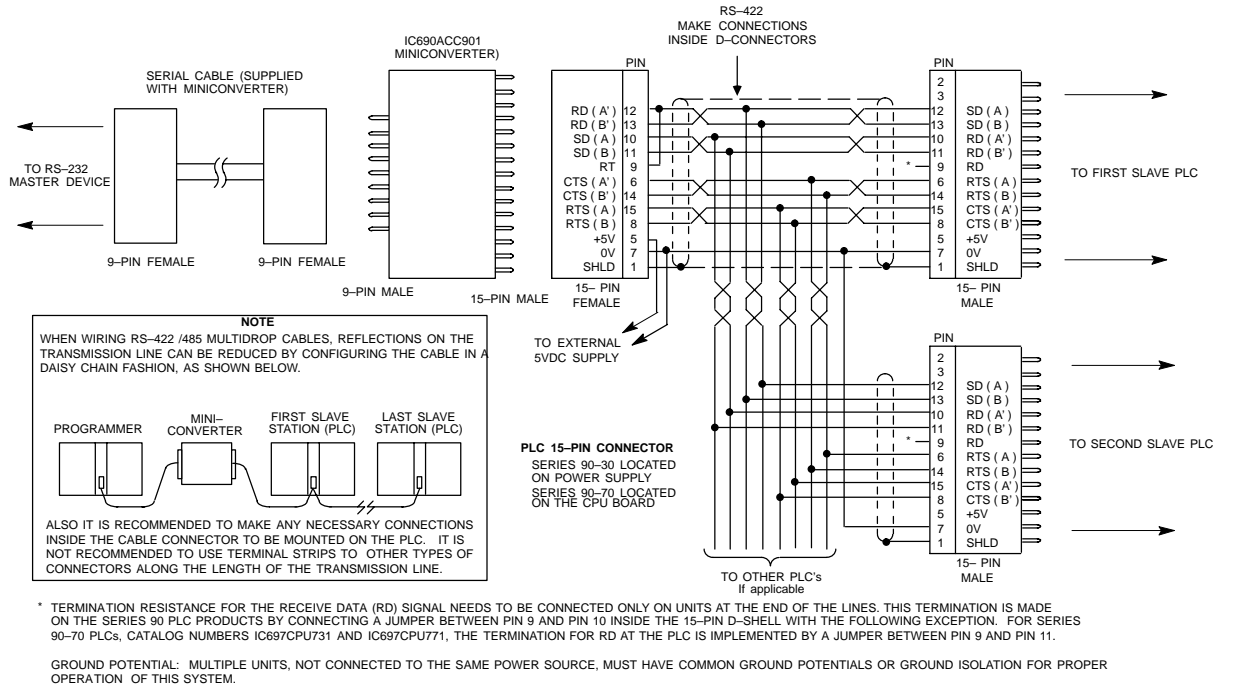 RS–422
MAKE CONNECTIONS
INSIDE D–CONNECTORS
IC690ACC901
MINICONVERTER)
SERIAL CABLE (SUPPLIED
WITH MINICONVERTER)
TO RS–232
MASTER DEVICE
9–PIN FEMALE
9–PIN FEMALE
9–PIN MALE
15–PIN MALE
PIN
RD ( A') 12
RD ( B') 13
SD ( A) 10
SD ( B) 11
RT 9
CTS ( A') 6
CTS ( B') 14
RTS ( A) 15
RTS ( B) 8
+5V 5
0V 7
SHLD 1
15– PIN
FEMALE
TO EXTERNAL
5VDC SUPPLY
PIN
2
3
12 SD ( A)
13 SD ( B)
10 RD ( A')
11 RD ( B')
* 9 RD
6 RTS ( A)
14 RTS ( B)
15 CTS ( A')
8 CTS ( B')
5 +5V
7 0V
1 SHLD
15– PIN
MALE
TO FIRST SLAVE PLC
NOTE
WHEN WIRING RS–422 /485 MULTIDROP CABLES, REFLECTIONS ON THE
TRANSMISSION LINE CAN BE REDUCED BY CONFIGURING THE CABLE IN A
DAISY CHAIN FASHION, AS SHOWN BELOW.
PROGRAMMER
MINI–
CONVERTER
FIRST SLAVE
STATION (PLC)
LAST SLAVE
STATION (PLC)
ALSO IT IS RECOMMENDED TO MAKE ANY NECESSARY CONNECTIONS
INSIDE THE CABLE CONNECTOR TO BE MOUNTED ON THE PLC. IT IS
NOT RECOMMENDED TO USE TERMINAL STRIPS TO OTHER TYPES OF
CONNECTORS ALONG THE LENGTH OF THE TRANSMISSION LINE.
PLC 15–PIN CONNECTOR
SERIES 90–30 LOCATED
ON POWER SUPPLY
SERIES 90–70 LOCATED
ON THE CPU BOARD
PIN
2
3
12 SD ( A)
13 SD ( B)
10 RD ( A')
11 RD ( B')
* 9 RD
6 RTS ( A)
14 RTS ( B)
15 CTS ( A')
8 CTS ( B')
5 +5V
7 0V
1 SHLD
15– PIN
MALE
TO SECOND SLAVE PLC
TO OTHER PLC's
If applicable
* TERMINATION RESISTANCE FOR THE RECEIVE DATA (RD) SIGNAL NEEDS TO BE CONNECTED ONLY ON UNITS AT THE END OF THE LINES. THIS TERMINATION IS MADE
ON THE SERIES 90 PLC PRODUCTS BY CONNECTING A JUMPER BETWEEN PIN 9 AND PIN 10 INSIDE THE 15–PIN D–SHELL WITH THE FOLLOWING EXCEPTION. FOR SERIES
90–70 PLCs, CATALOG NUMBERS IC697CPU731 AND IC697CPU771, THE TERMINATION FOR RD AT THE PLC IS IMPLEMENTED BY A JUMPER BETWEEN PIN 9 AND PIN 11.
GROUND POTENTIAL: MULTIPLE UNITS, NOT CONNECTED TO THE SAME POWER SOURCE, MUST HAVE COMMON GROUND POTENTIALS OR GROUND ISOLATION FOR PROPER
OPERATION OF THIS SYSTEM.